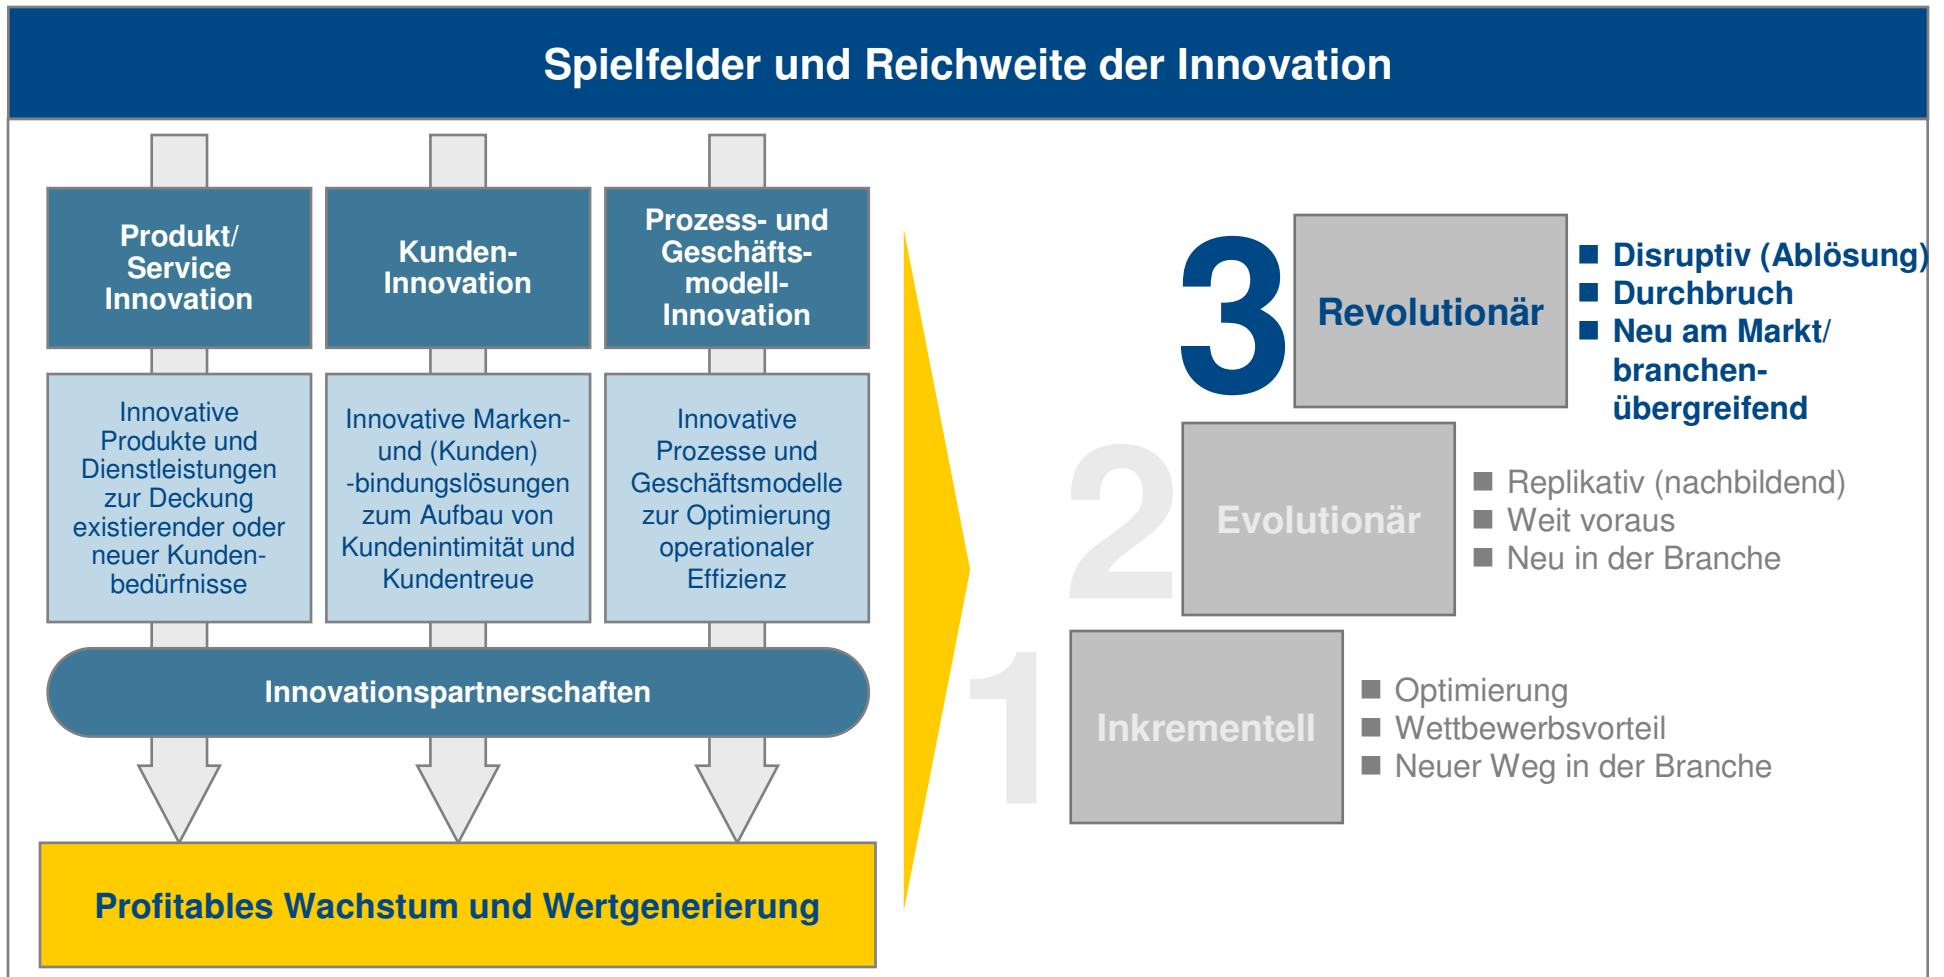 Spielfelder und Reichweite der Innovation
Produkt/
Service
Innovation
Kunden-
Innovation
Prozess- und
Geschäfts-
modell-
Innovation
Innovative
Produkte und
Dienstleistungen
zur Deckung
existierender oder
neuer Kunden-
bedürfnisse
Innovative Marken-
und (Kunden)
-bindungslösungen
zum Aufbau von
Kundenintimität und
Kundentreue
Innovative
Prozesse und
Geschäftsmodelle
zur Optimierung
operationaler
Effizienz
Innovationspartnerschaften
Profitables Wachstum und Wertgenerierung
3
Revolutionär
■ Disruptiv (Ablösung)
■ Durchbruch
■ Neu am Markt/
branchen-
übergreifend
2
Evolutionär
■ Replikativ (nachbildend)
■ Weit voraus
■ Neu in der Branche
1
Inkrementell
■ Optimierung
■ Wettbewerbsvorteil
■ Neuer Weg in der Branche